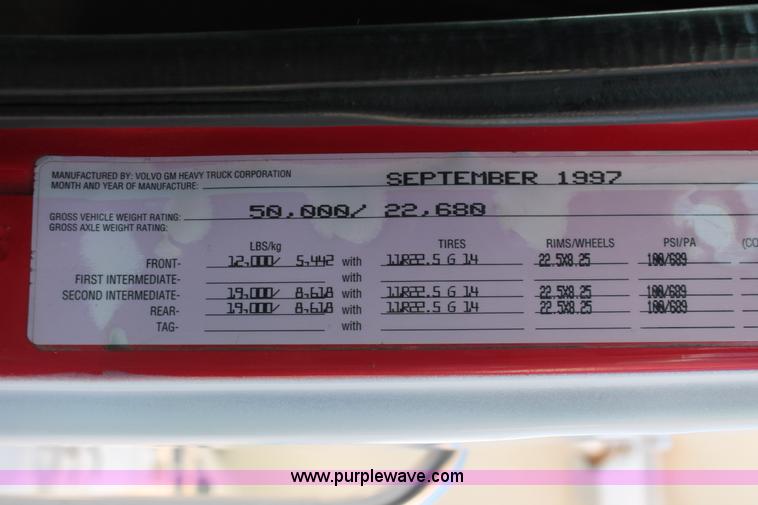 MANUFACTURED BY: VOLVO GM HEAVY TRUCK CORPORATION
MONTH AND YEAR OF MANUFACTURE: SEPTEMBER 1997
GROSS VEHICLE WEIGHT RATING: 50,000/ 22,680
GROSS AXLE WEIGHT RATING:
LBS/kg TIRES RIMS/WHEELS PSI/PA (CO
FRONT- 12,000/ 5,442 with 11R22.5 G 14 22.5X8.25 100/689
FIRST INTERMEDIATE- with
SECOND INTERMEDIATE- 19,000/ 8,618 with 11R22.5 G 14 22.5X8.25 100/689
REAR- 19,000/ 8,618 with 11R22.5 G 14 22.5X8.25 100/689
TAG- with
www.purplewave.com